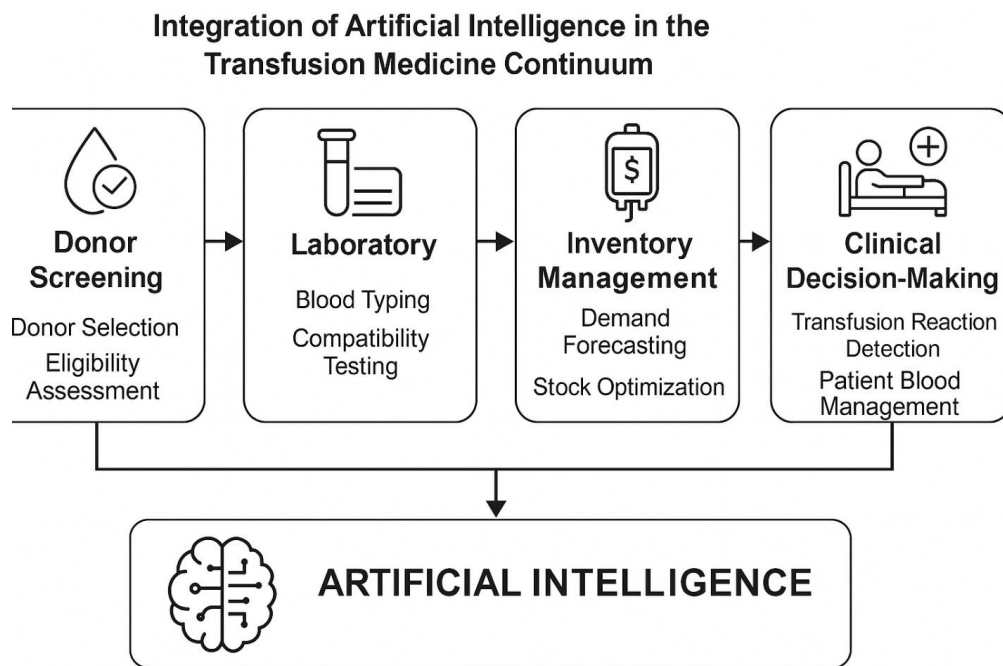 Integration of Artificial Intelligence in the
Transfusion Medicine Continuum
Donor
Screening
Donor Selection
Eligibility
Assessment
Laboratory
Blood Typing
Compatibility
Testing
$
Inventory
Management
Demand
Forecasting
Stock Optimization
Clinical
Decision-Making
Transfusion Reaction
Detection
Patient Blood
Management
ARTIFICIAL INTELLIGENCE